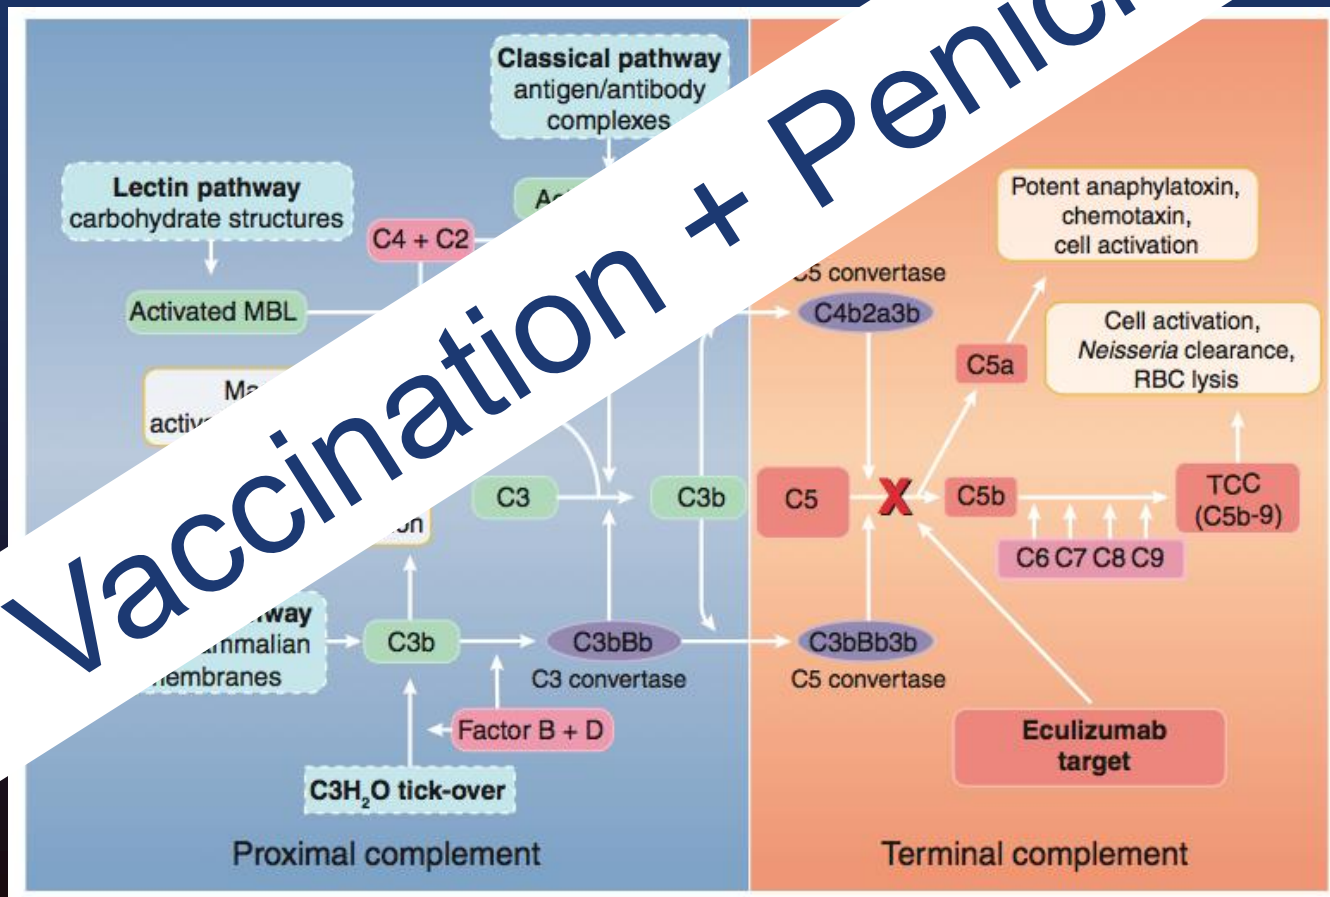 Classical pathway
antigen/antibody
complexes
Lectin pathway
carbohydrate structures
C4 + C2
Activated MBL
C3
C3b
C3b
C3bBb
C3 convertase
Factor B + D
C3H₂O tick-over
membranes
Proximal complement
Vaccination +
C5 convertase
C4b2a3b
Potent anaphylatoxin,
chemotaxin,
cell activation
Cell activation,
Neisseria clearance,
RBC lysis
C5a
C5
X
C5b
TCC
(C5b-9)
C6 C7 C8 C9
C3bBb3b
C5 convertase
Eculizumab
target
Terminal complement